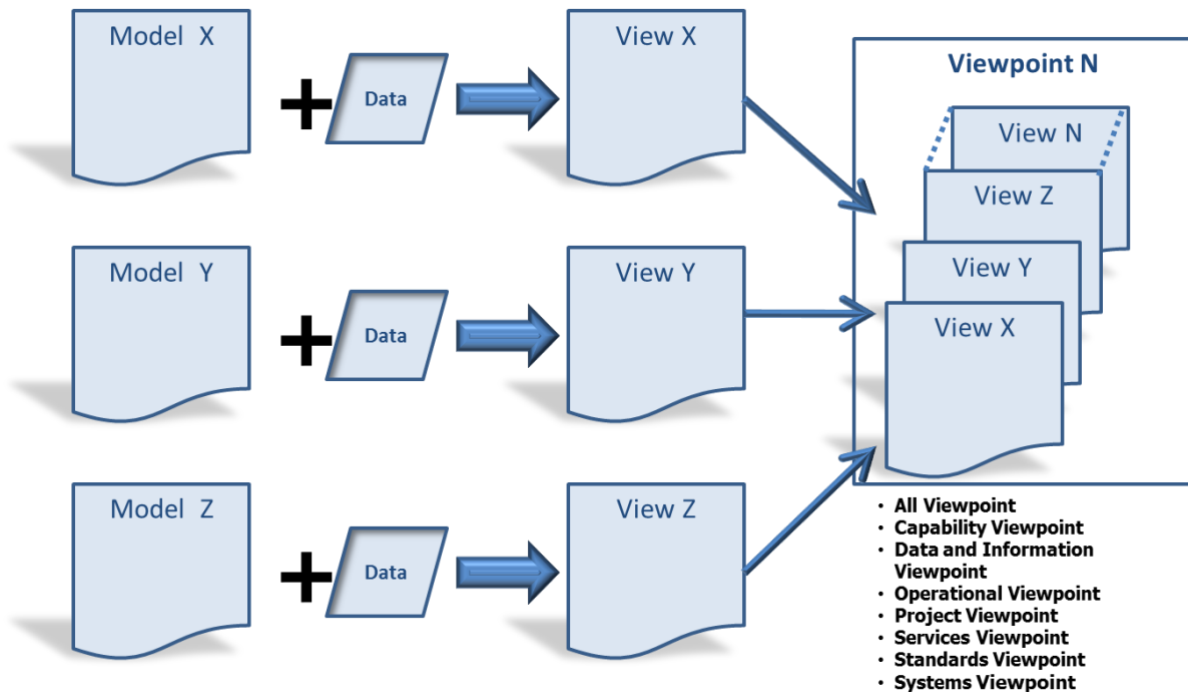 Model X
+
Data
View X
Viewpoint N
View N
View Z
View Y
View X
Model Y
+
Data
View Y
Model Z
+
Data
View Z
• All Viewpoint
• Capability Viewpoint
• Data and Information
Viewpoint
• Operational Viewpoint
• Project Viewpoint
• Services Viewpoint
• Standards Viewpoint
• Systems Viewpoint